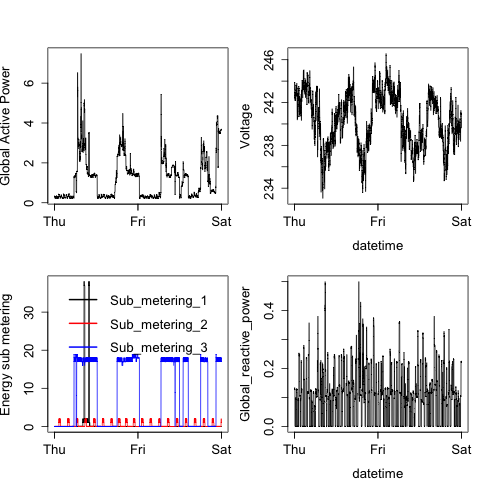 Global Active Power
0 2 4 6
Thu Fri Sat
Voltage
234 238 242 246
Thu Fri Sat
datetime
Energy sub metering
0 10 20 30
Sub_metering_1
Sub_metering_2
Sub_metering_3
Thu Fri Sat
Global_reactive_power
0.0 0.2 0.4
Thu Fri Sat
datetime